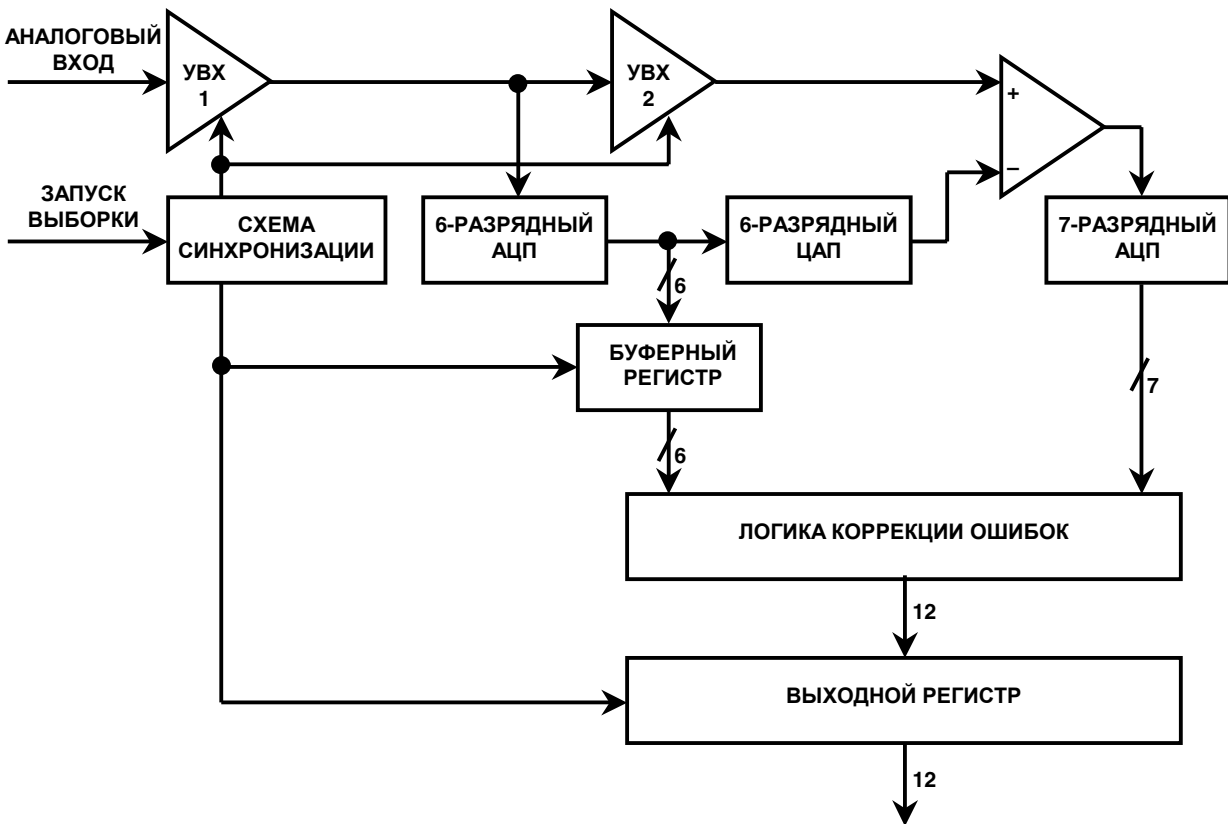 АНАЛОГОВЫЙ
ВХОД
УВХ
1
УВХ
2
+
–
ЗАПУСК
ВЫБОРКИ
СХЕМА
СИНХРОНИЗАЦИИ
6-РАЗРЯДНЫЙ
АЦП
6-РАЗРЯДНЫЙ
ЦАП
7-РАЗРЯДНЫЙ
АЦП
6
БУФЕРНЫЙ
РЕГИСТР
7
6
ЛОГИКА КОРРЕКЦИИ ОШИБОК
12
ВЫХОДНОЙ РЕГИСТР
12